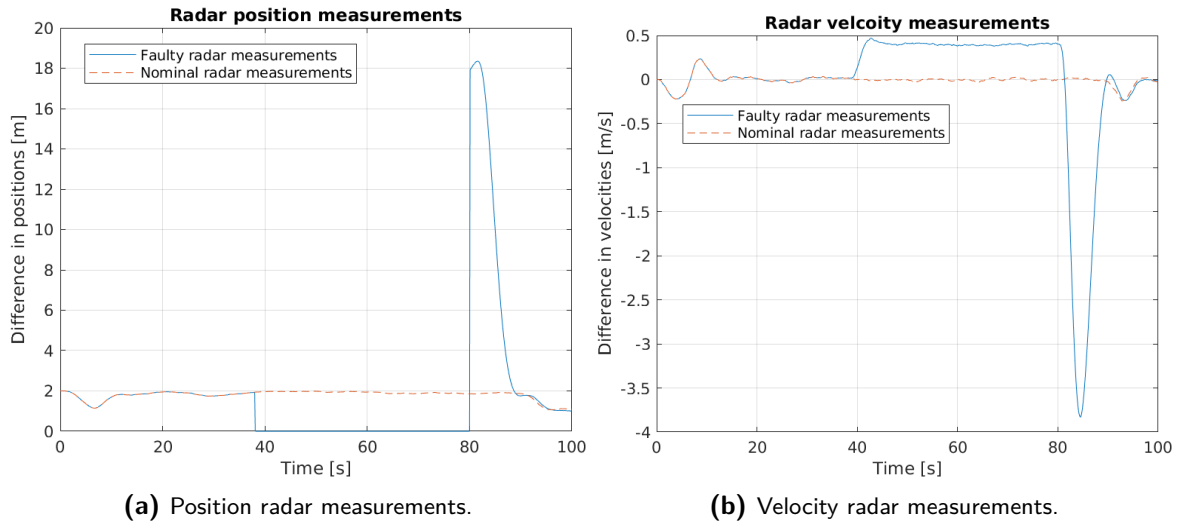 Radar position measurements
20
18
16
14
12
10
8
6
4
2
0
Difference in positions [m]
Faulty radar measurements
Nominal radar measurements
0
20
40
60
80
100
Time [s]
(a) Position radar measurements.
Radar velcoity measurements
0.5
0
-0.5
-1
-1.5
-2
-2.5
-3
-3.5
-4
Difference in velocities [m/s]
Faulty radar measurements
Nominal radar measurements
0
20
40
60
80
100
Time [s]
(b) Velocity radar measurements.